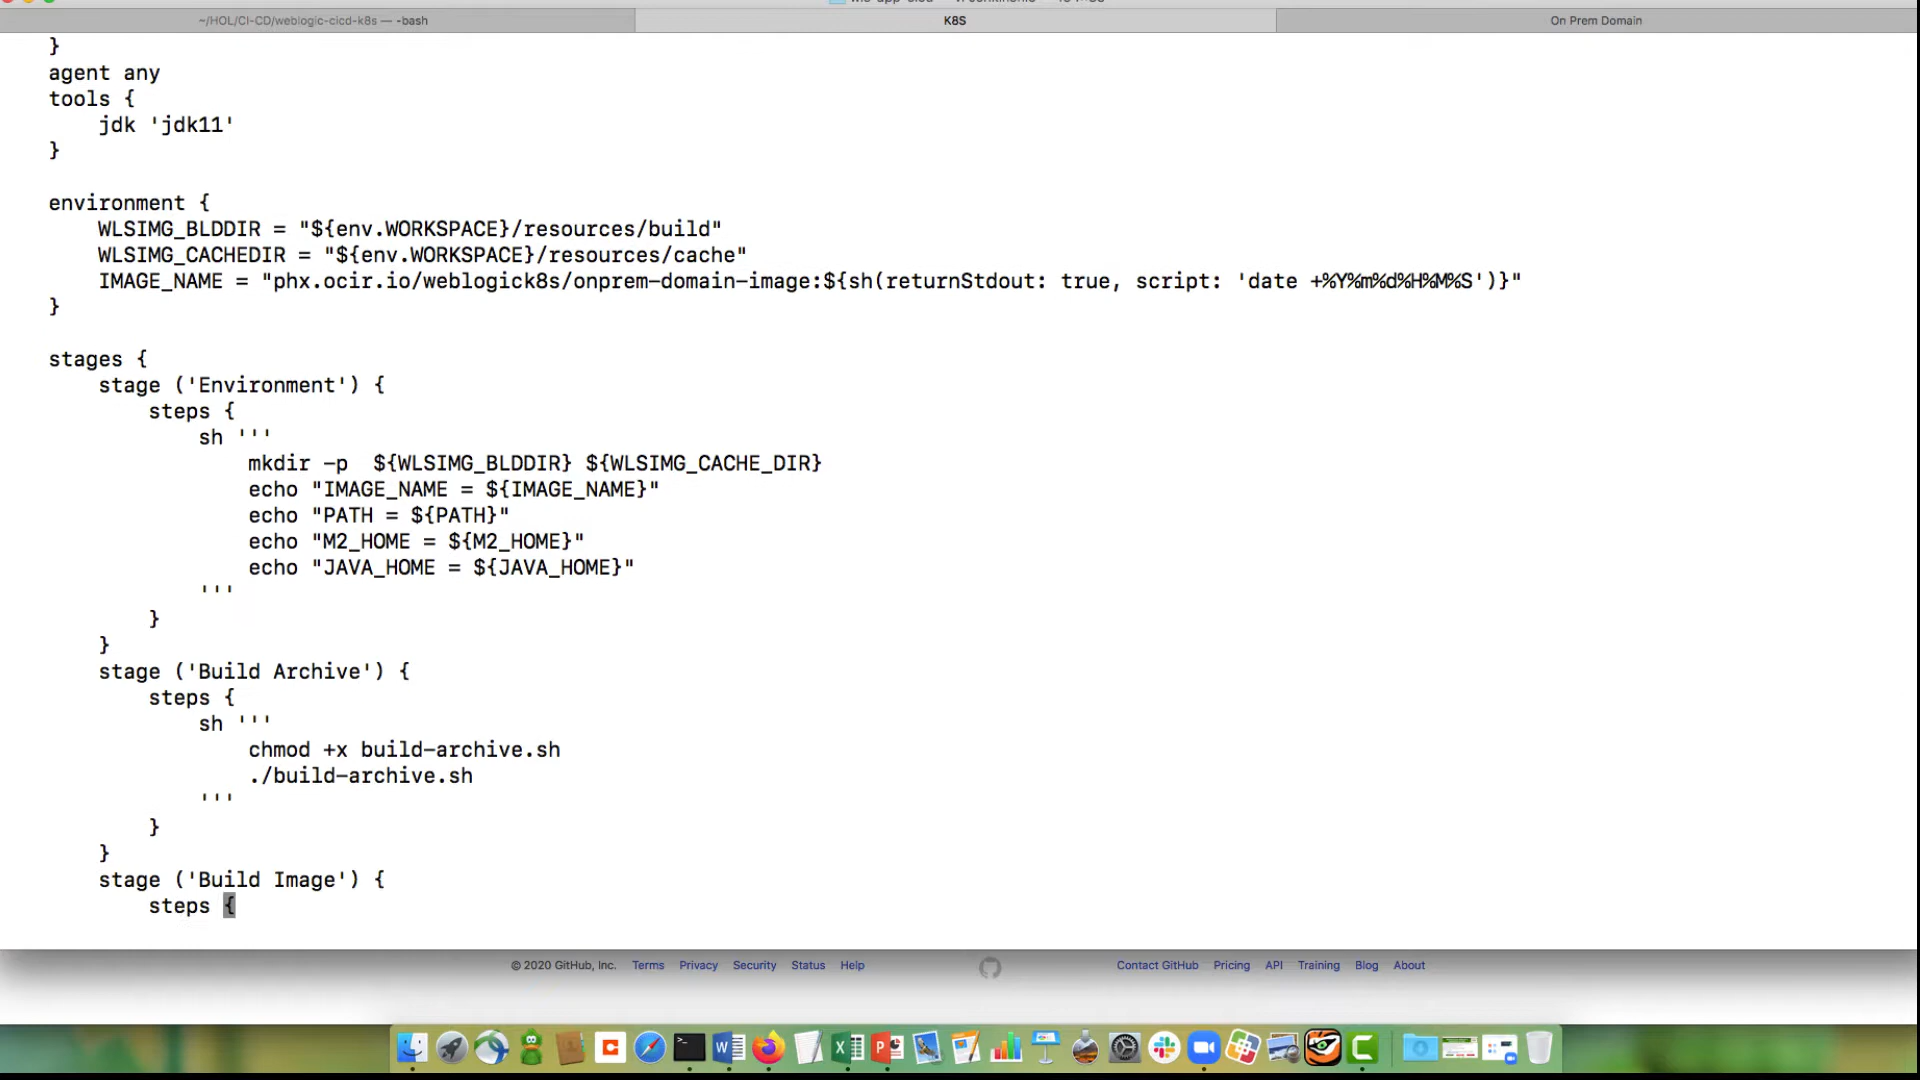 ~/HOL/CI-CD/weblogic-cicd-k8s — -bash
K8S
On Prem Domain
}
agent any
tools {
    jdk 'jdk11'
}
environment {
    WLSIMG_BLDDIR = "${env.WORKSPACE}/resources/build"
    WLSIMG_CACHEDIR = "${env.WORKSPACE}/resources/cache"
    IMAGE_NAME = "phx.ocir.io/weblogick8s/onprem-domain-image:${sh(returnStdout: true, script: 'date +%Y%m%d%H%M%S')}"
}
stages {
    stage ('Environment') {
        steps {
            sh '''
                mkdir -p  ${WLSIMG_BLDDIR} ${WLSIMG_CACHE_DIR}
                echo "IMAGE_NAME = ${IMAGE_NAME}"
                echo "PATH = ${PATH}"
                echo "M2_HOME = ${M2_HOME}"
                echo "JAVA_HOME = ${JAVA_HOME}"
            '''
        }
    }
    stage ('Build Archive') {
        steps {
            sh '''
                chmod +x build-archive.sh
                ./build-archive.sh
            '''
        }
    }
    stage ('Build Image') {
        steps {
© 2020 GitHub, Inc. Terms Privacy Security Status Help Contact GitHub Pricing API Training Blog About